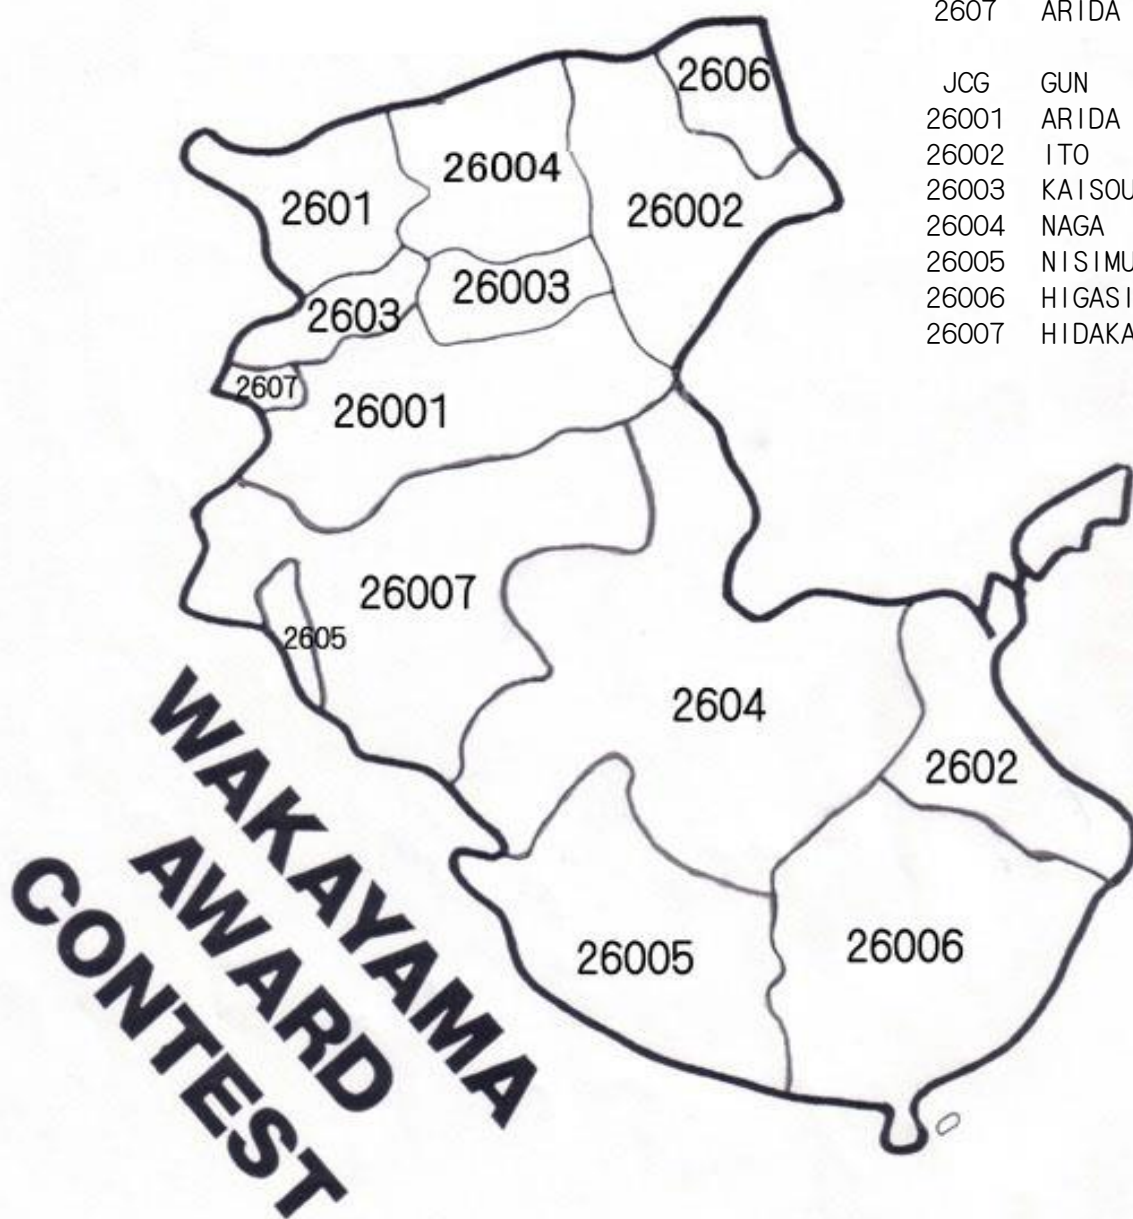 2607 ARIDA
JCG GUN
26001 ARIDA
26002 ITO
26003 KAISOU
26004 NAGA
26005 NISIMU
26006 HIGASI
26007 HIDAKA
2606
26004
2601
26002
26003
2603
2607
26001
26007
2605
2604
2602
26005
26006
WAKAYAMA
AWARD
CONTEST